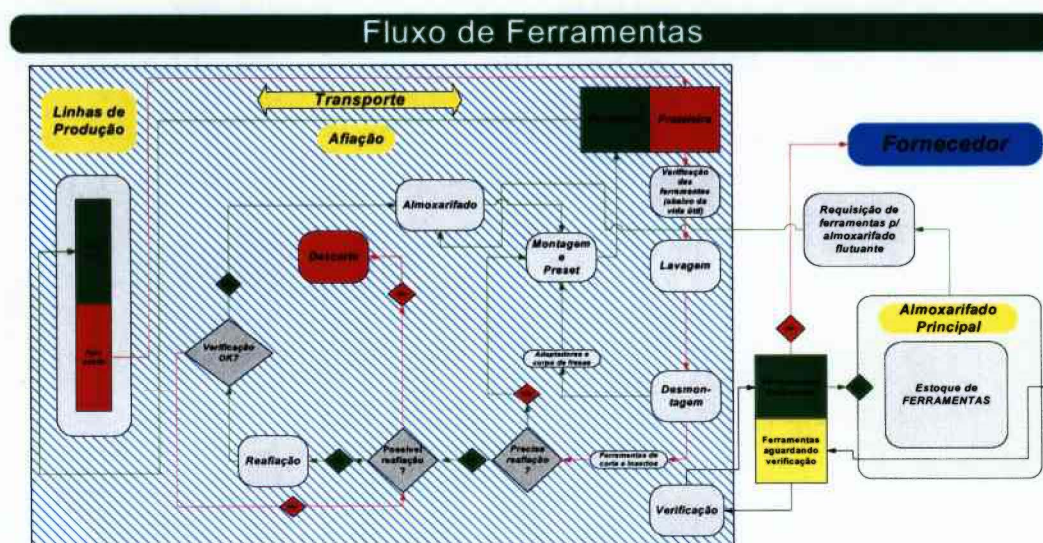 Fluxo de Ferramentas
Linhas de
Produção
Transporte
Afiação
Prateleira
Fornecedor
Verificação das
ferramentas
(abaixo da
vida útil)
Requisição de
ferramentas p/
almoxarifado
flutuante
Almoxarifado
Descarte
Montagem
e
Preset
Lavagem
Almoxarifado
Principal
Verificação
OK?
Adaptadores e
corpo de fresas
Desmon-
tagem
Estoque de
FERRAMENTAS
Reafiação
Possível
reafiação
?
Precisa
reafiação
?
Ferramentas de
corte e insertos
Ferramentas
aguardando
verificação
Verificação